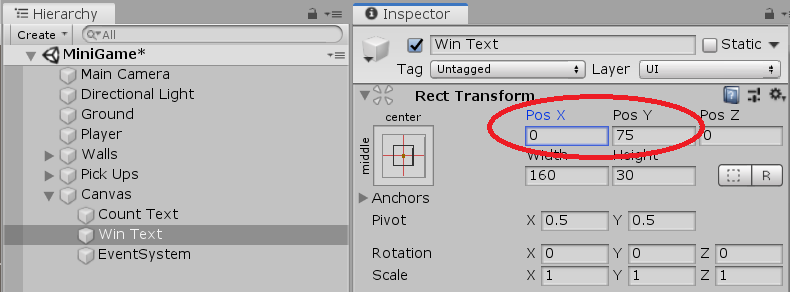 Hierarchy
Create
All
MiniGame*
Main Camera
Directional Light
Ground
Player
Walls
Pick Ups
Canvas
Count Text
Win Text
EventSystem
Inspector
Win Text
Static
Tag Untagged Layer UI
Rect Transform
center
middle
Pos X Pos Y Pos Z
0 75 0
Width Height
160 30
R
Anchors
Pivot X 0.5 Y 0.5
Rotation X 0 Y 0 Z 0
Scale X 1 Y 1 Z 1